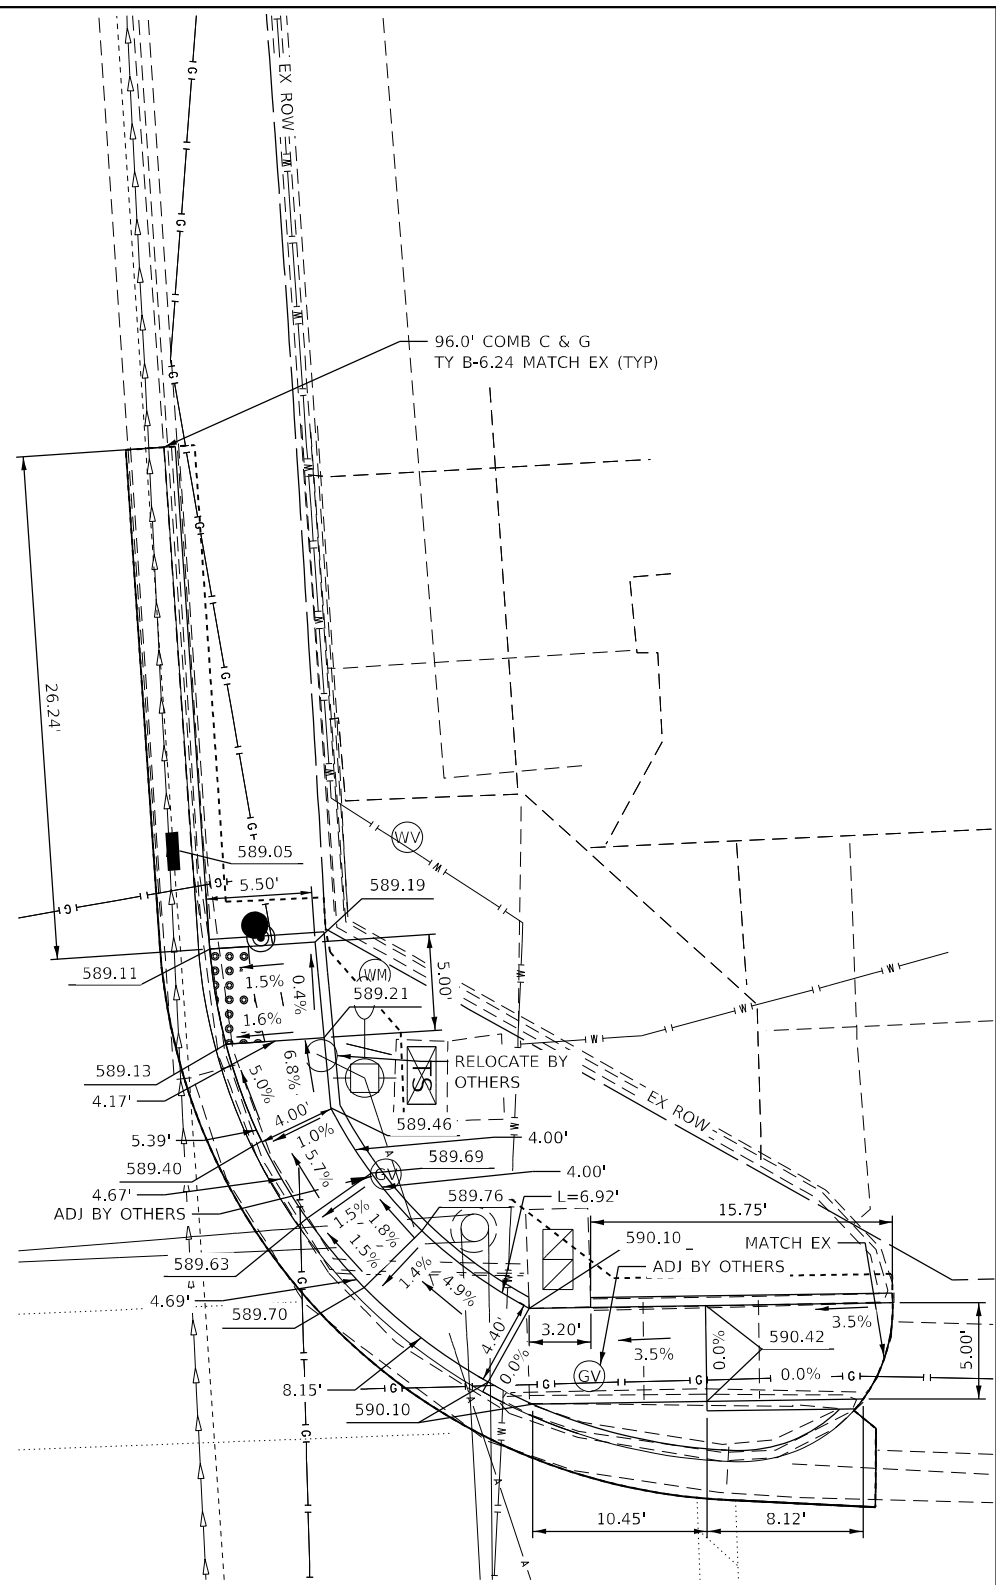 G
EX ROW
W
G
W
96.0' COMB C & G
TY B-6.24 MATCH EX (TYP)
G
W
G
W
G
26.24'
W
G
WV
589.05
W
G
G
5.50'
589.19
W
589.11
WM
5.00'
1.5%
0.4%
589.21
W
1.6%
W
589.13
6.8%
RELOCATE BY
OTHERS
SL
4.17'
5.0%
EX ROW
4.00'
589.46
W
5.39'
1.0%
4.00'
A
589.40
5.7%
GV
589.69
4.00'
4.67'
589.76
L=6.92'
ADJ BY OTHERS
1.5%
1.8%
15.75'
590.10
MATCH EX
589.63
1.5%
ADJ BY OTHERS
G
1.4%
4.9%
W
4.69'
589.70
3.20'
3.5%
4.40'
590.42
3.5%
0.0%
5.00'
0.0%
GV
0.0%
G
8.15'
G
W
G
G
590.10
A
W
G
A
10.45'
8.12'
A